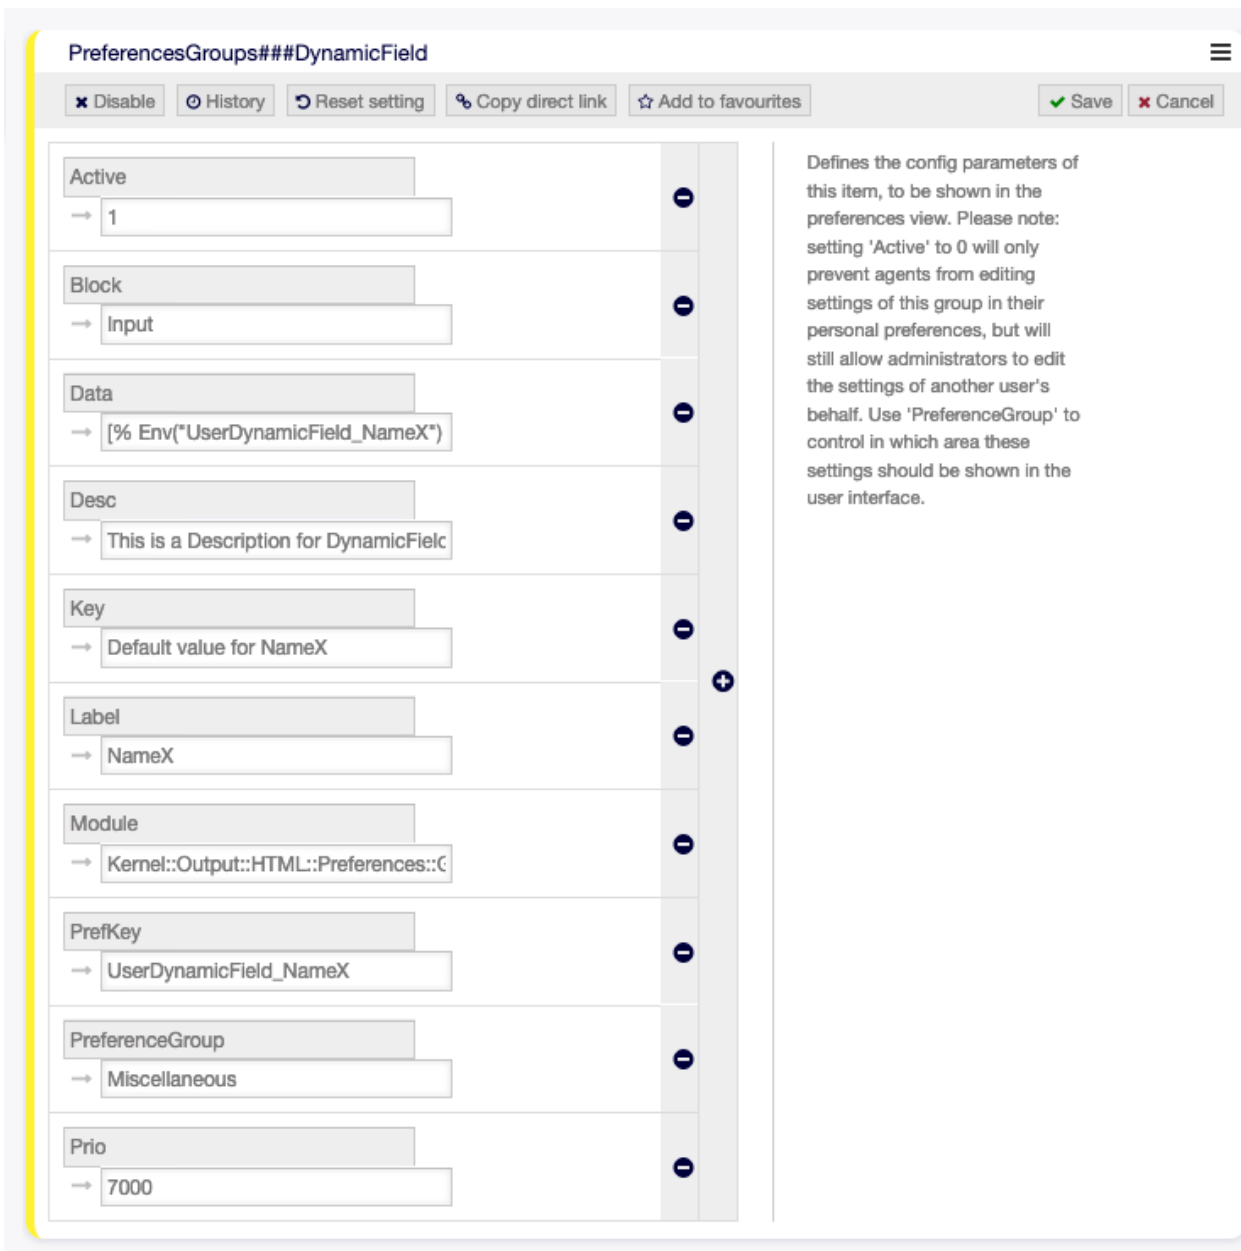 PreferencesGroups###DynamicField
Disable History Reset setting Copy direct link Add to favourites Save Cancel
Active
1
Block
Input
Data
[% Env("UserDynamicField_NameX")
Desc
This is a Description for DynamicField
Key
Default value for NameX
Label
NameX
Module
Kernel::Output::HTML::Preferences::G
PrefKey
UserDynamicField_NameX
PreferenceGroup
Miscellaneous
Prio
7000
Defines the config parameters of
this item, to be shown in the
preferences view. Please note:
setting 'Active' to 0 will only
prevent agents from editing
settings of this group in their
personal preferences, but will
still allow administrators to edit
the settings of another user's
behalf. Use 'PreferenceGroup' to
control in which area these
settings should be shown in the
user interface.